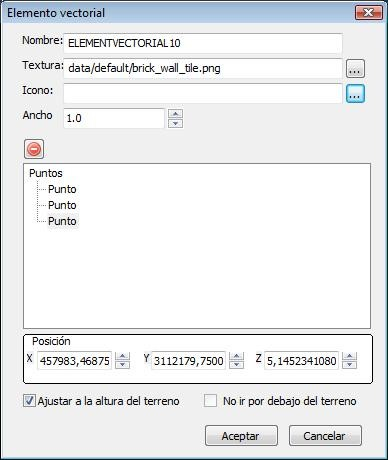 Elemento vectorial
Nombre: ELEMENTVECTORIAL10
Textura: data/default/brick_wall_tile.png ...
Icono: ...
Ancho 1.0
Puntos
Punto
Punto
Punto
Posición
X 457983,46875 Y 3112179,7500 Z 5,1452341080
Ajustar a la altura del terreno No ir por debajo del terreno
Aceptar Cancelar